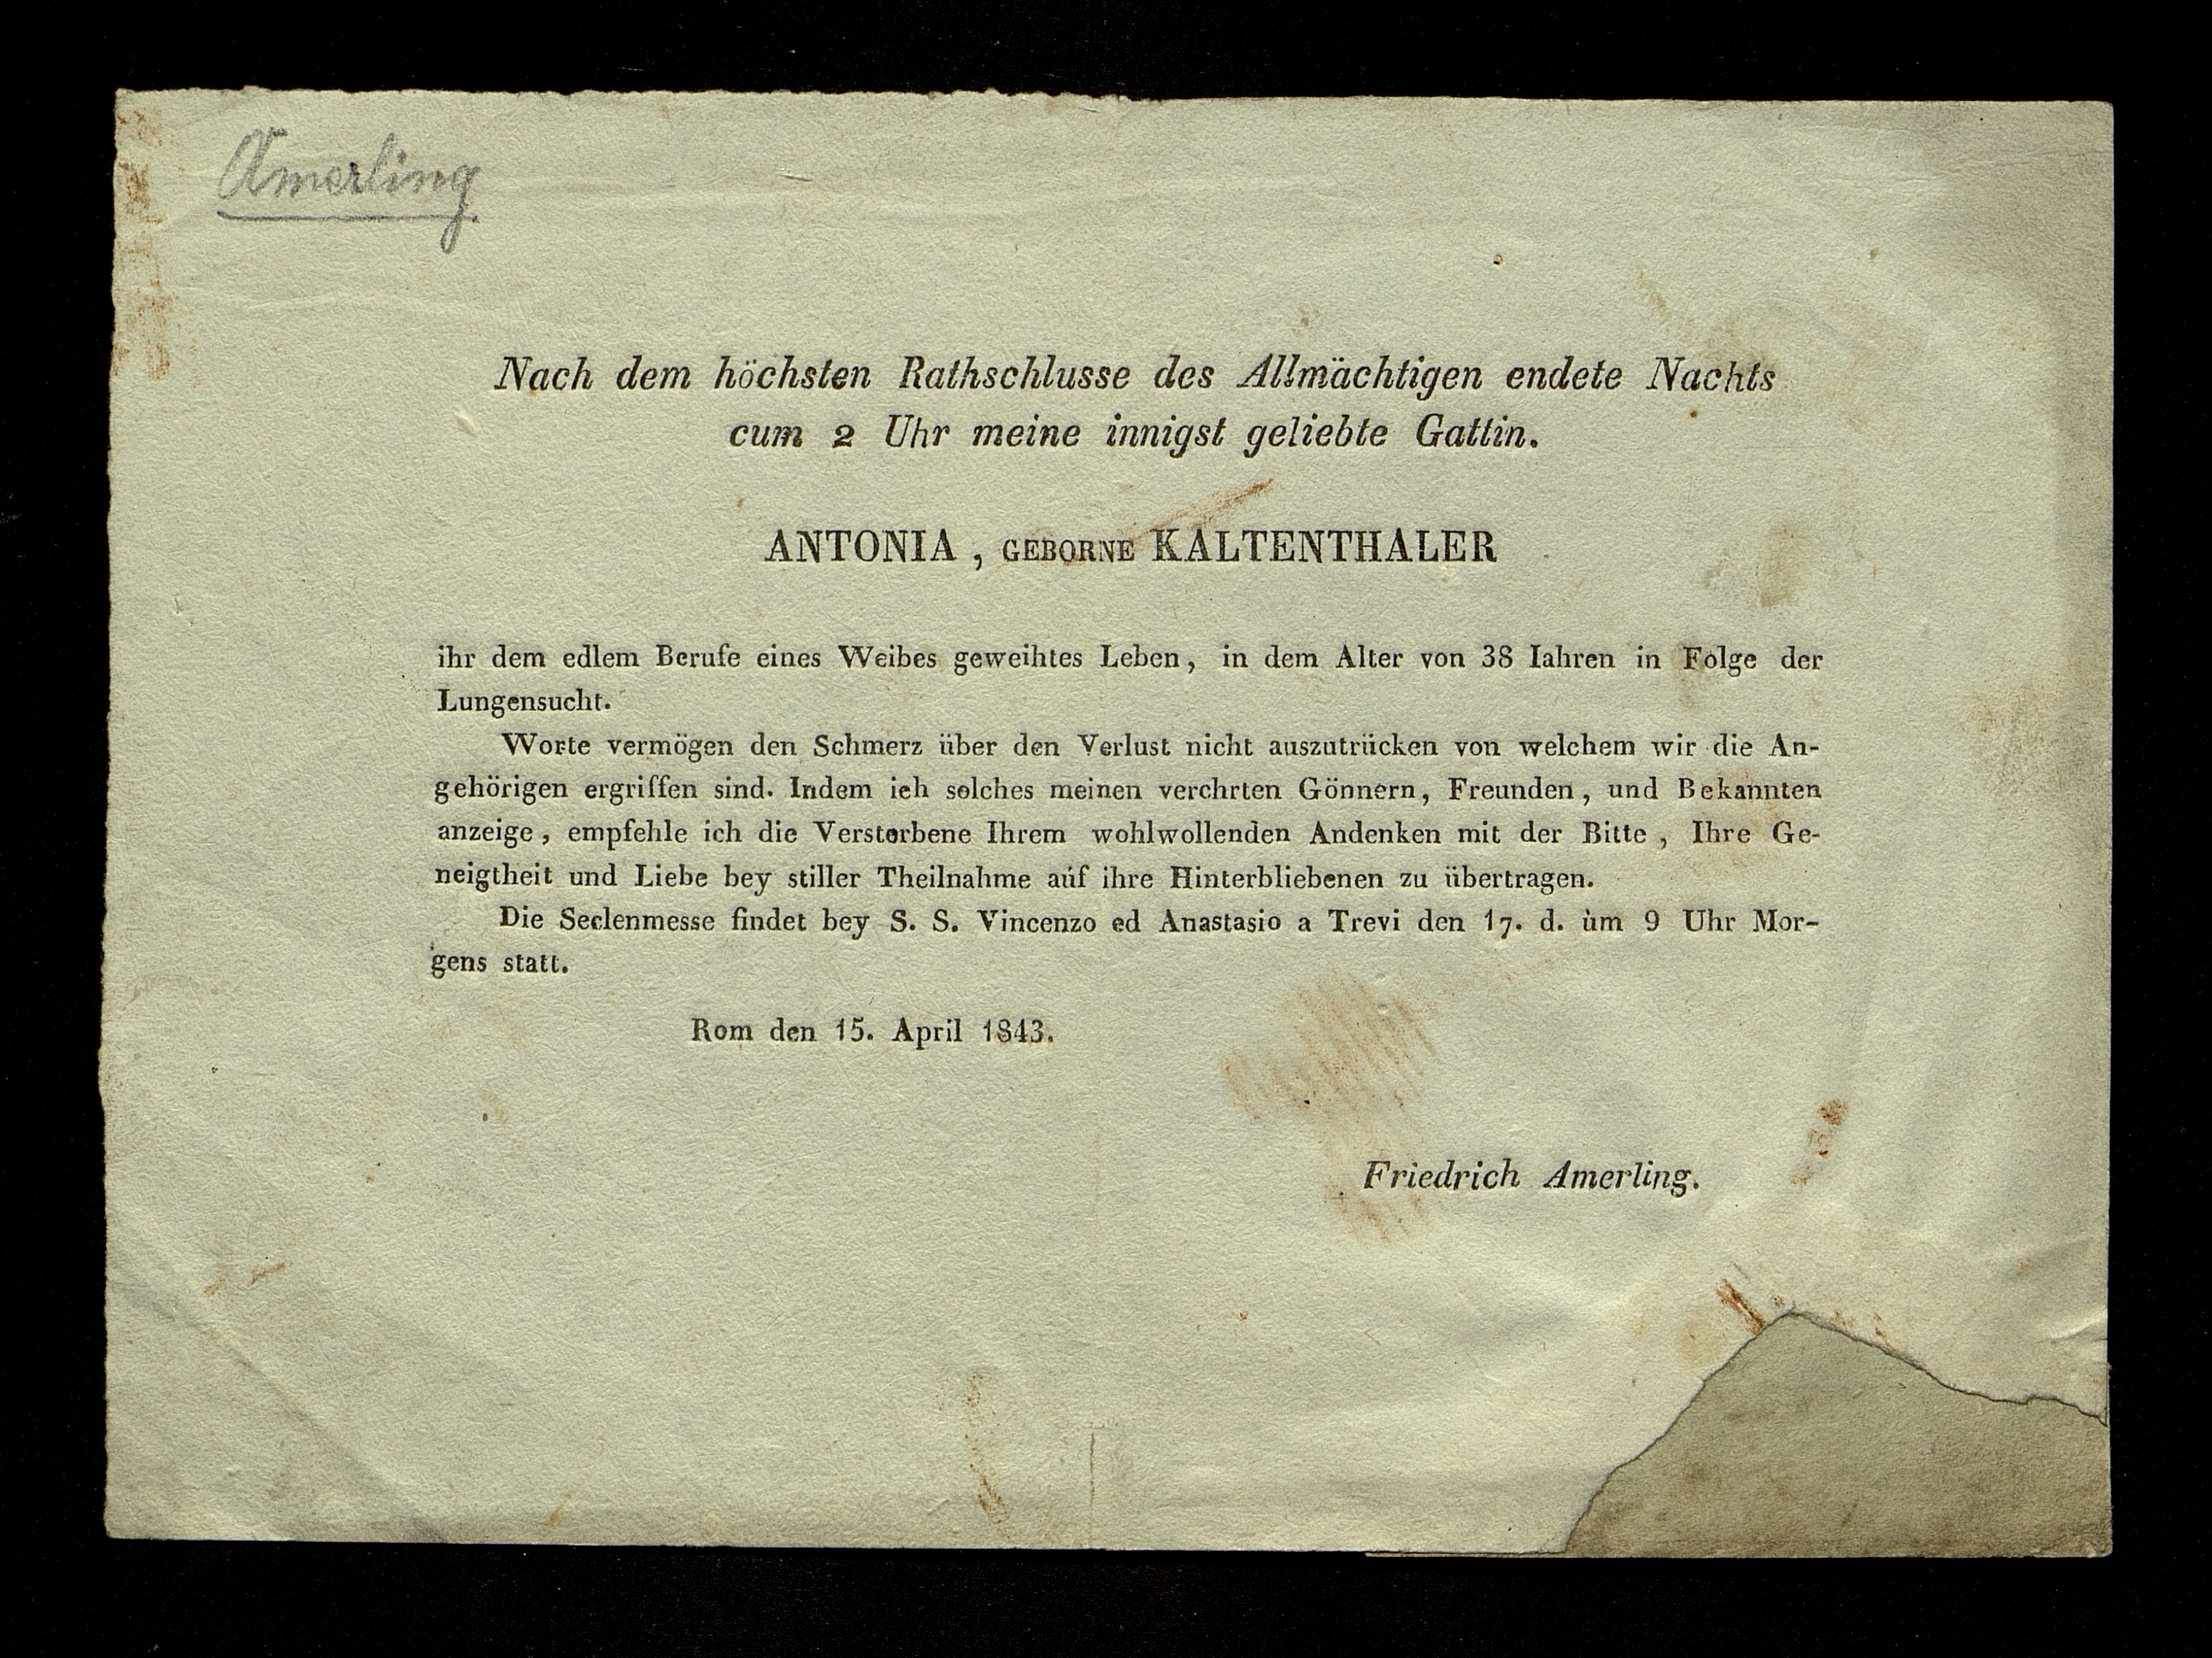 Amerling
Nach dem höchsten Rathschlusse des Allmächtigen endete Nachts
cum 2 Uhr meine innigst geliebte Gattin.
ANTONIA , GEBORNE KALTENTHALER
ihr dem edlem Berufe eines Weibes geweihtes Leben, in dem Alter von 38 Iahren in Folge der
Lungensucht.
Worte vermögen den Schmerz über den Verlust nicht auszutrücken von welchem wir die An-
gehörigen ergriffen sind. Indem ich solches meinen verehrten Gönnern, Freunden, und Bekannten
anzeige, empfehle ich die Verstorbene Ihrem wohlwollenden Andenken mit der Bitte , Ihre Ge-
neigtheit und Liebe bey stiller Theilnahme aúf ihre Hinterbliebenen zu übertragen.
Die Seelenmesse findet bey S. S. Vincenzo ed Anastasio a Trevi den 17. d. ùm 9 Uhr Mor-
gens statt.
Rom den 15. April 1843.
Friedrich Amerling.